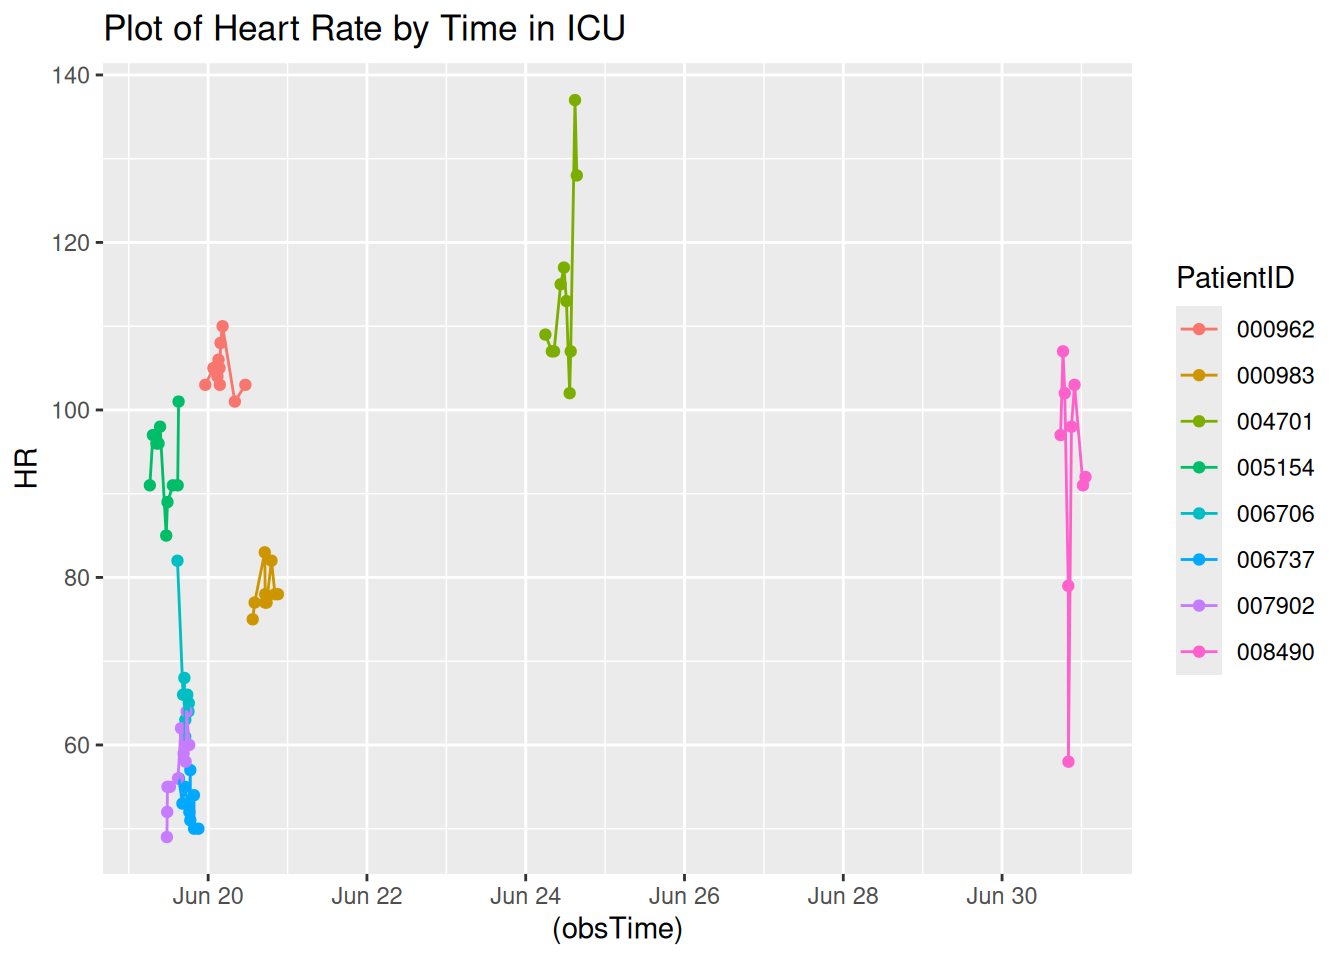 Plot of Heart Rate by Time in ICU
140
120
100
80
60
HR
Jun 20 Jun 22 Jun 24 Jun 26 Jun 28 Jun 30
(obsTime)
PatientID
000962
000983
004701
005154
006706
006737
007902
008490